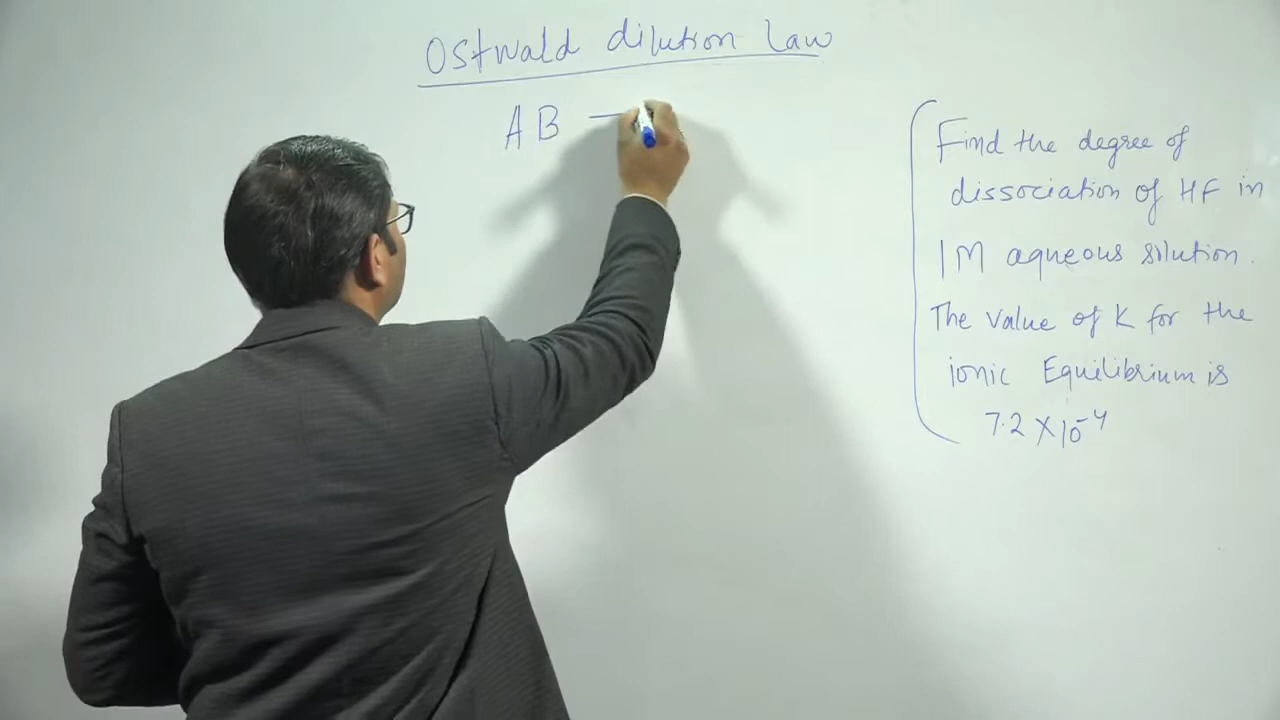 Ostwald dilution Law
AB —
Find the degree of
dissociation of HF in
1M aqueous solution.
The value of K for the
ionic Equilibrium is
7.2 × 10⁻⁴